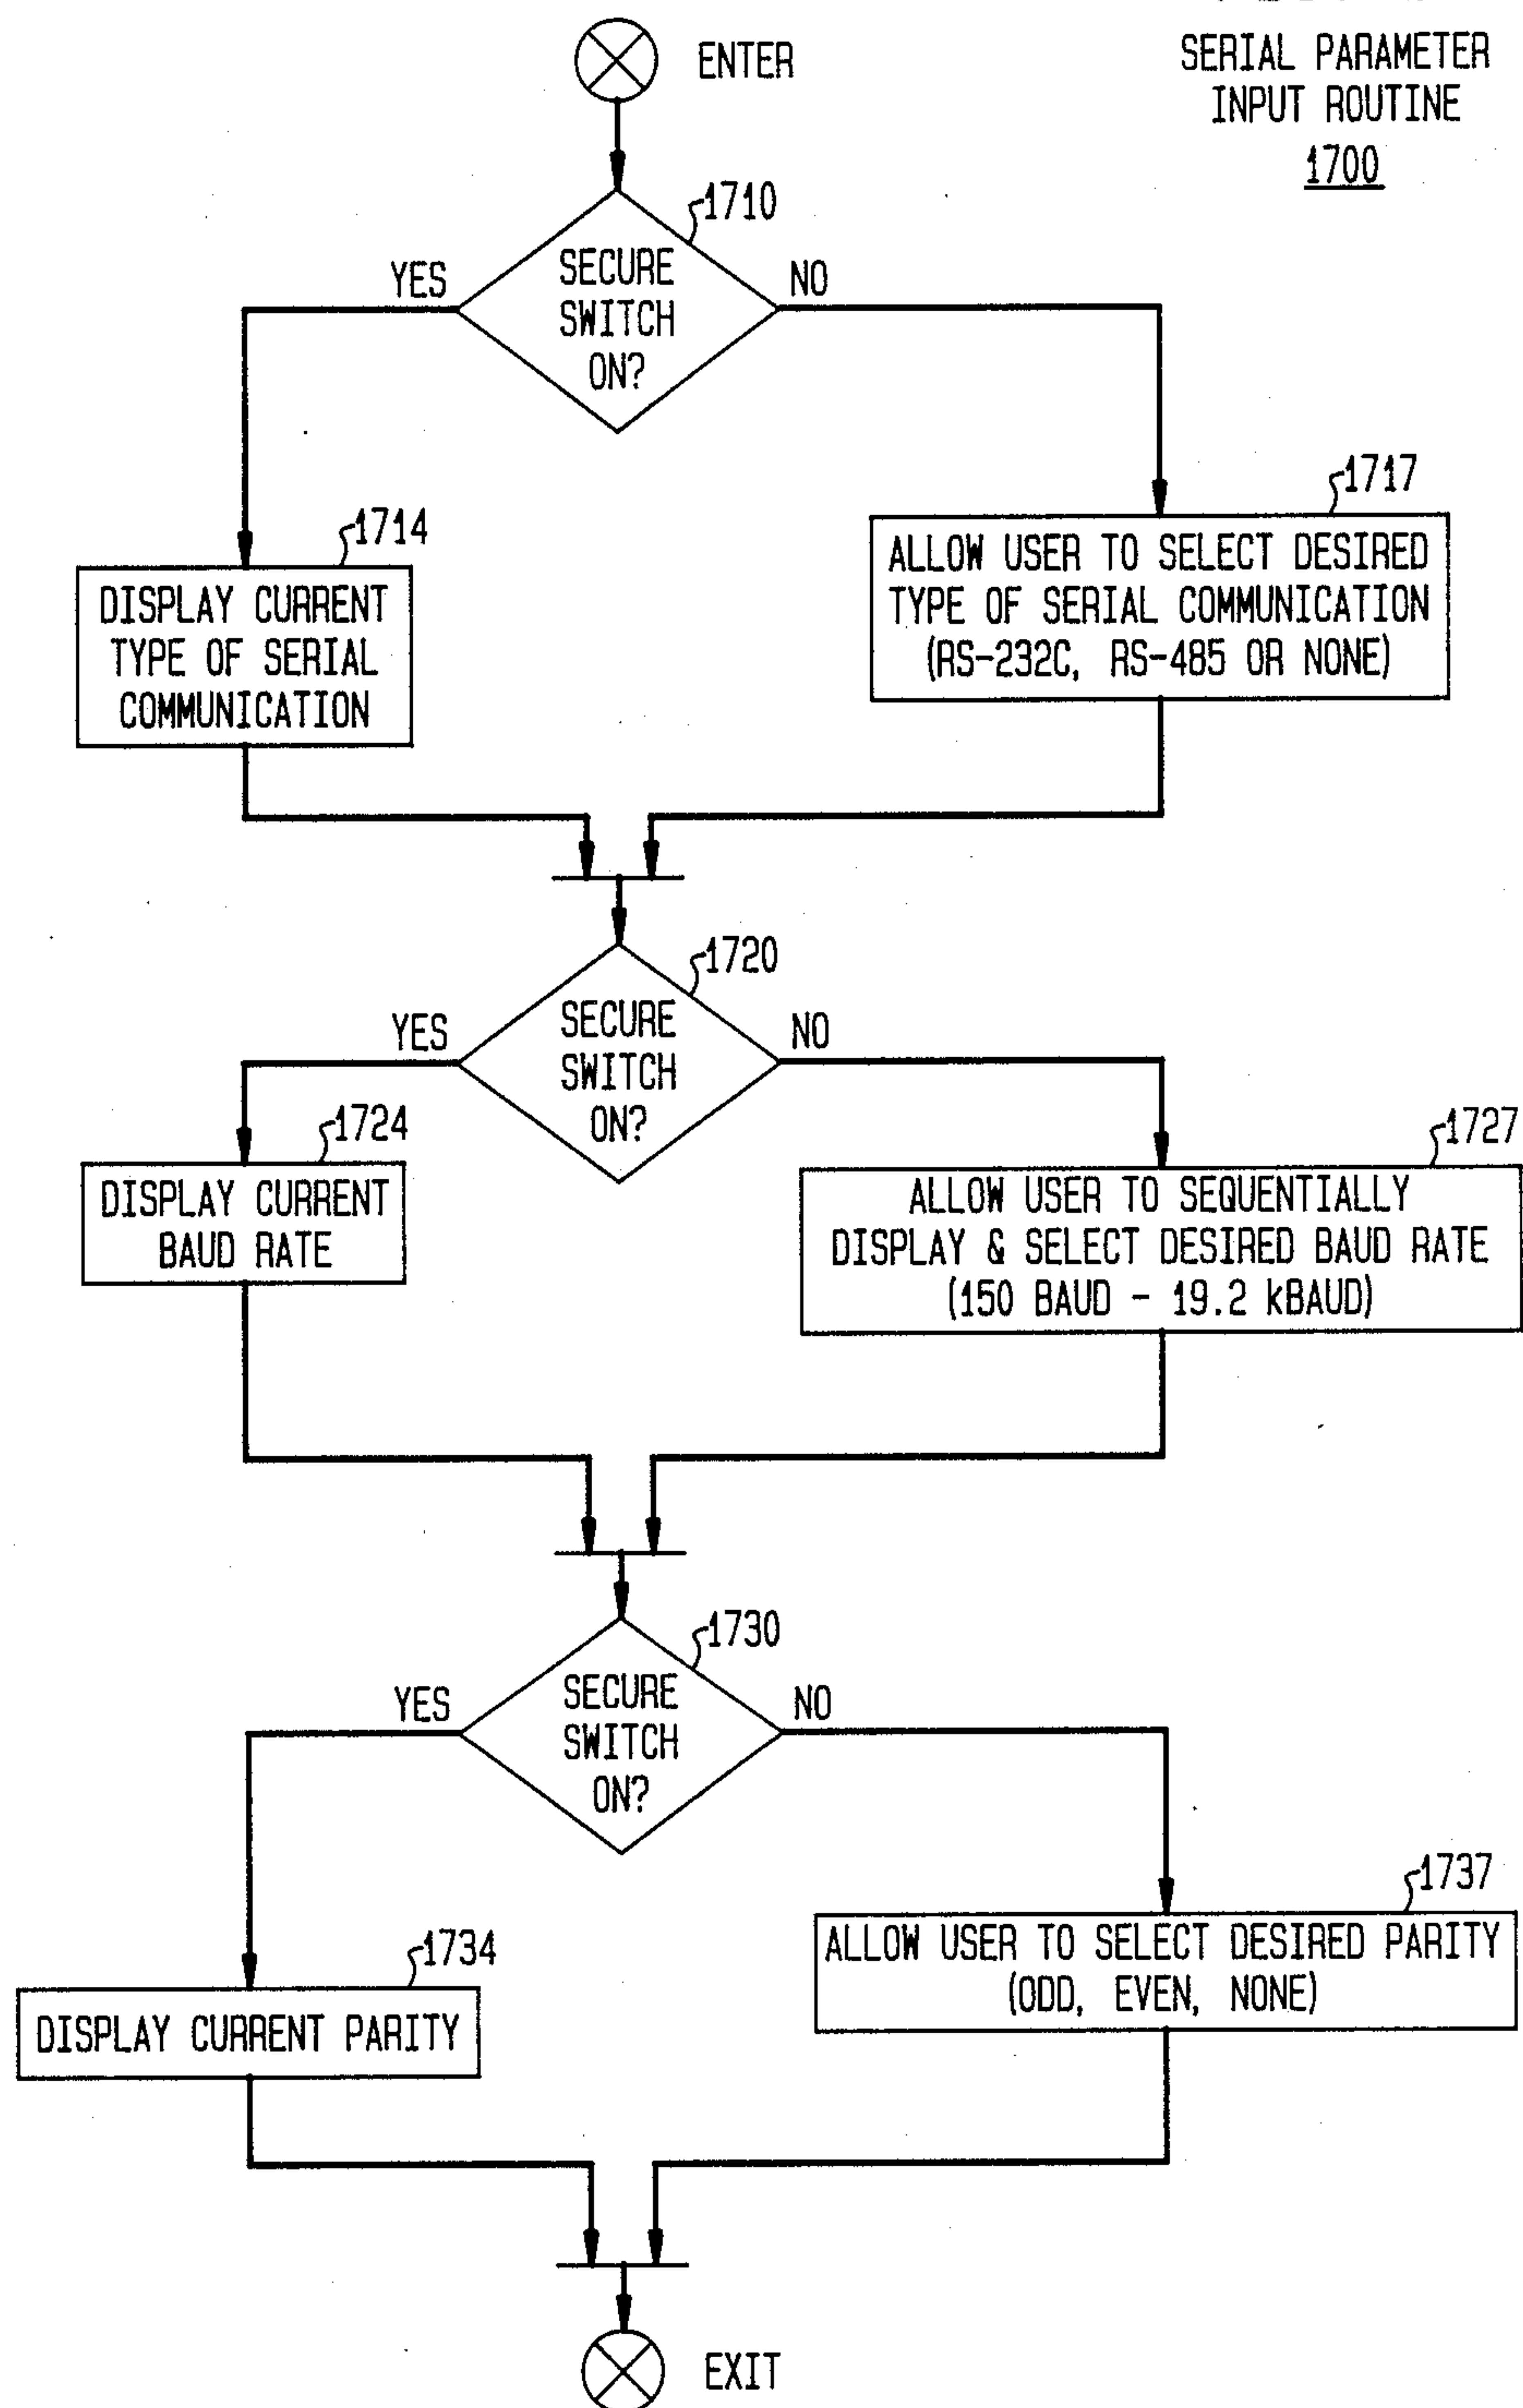 ENTER
SERIAL PARAMETER
INPUT ROUTINE
1700
1710
YES
SECURE
SWITCH
ON?
NO
1714
DISPLAY CURRENT
TYPE OF SERIAL
COMMUNICATION
1717
ALLOW USER TO SELECT DESIRED
TYPE OF SERIAL COMMUNICATION
(RS-232C, RS-485 OR NONE)
1720
YES
SECURE
SWITCH
ON?
NO
1724
DISPLAY CURRENT
BAUD RATE
1727
ALLOW USER TO SEQUENTIALLY
DISPLAY & SELECT DESIRED BAUD RATE
(150 BAUD - 19.2 kBAUD)
1730
YES
SECURE
SWITCH
ON?
NO
1734
DISPLAY CURRENT PARITY
1737
ALLOW USER TO SELECT DESIRED PARITY
(ODD, EVEN, NONE)
EXIT